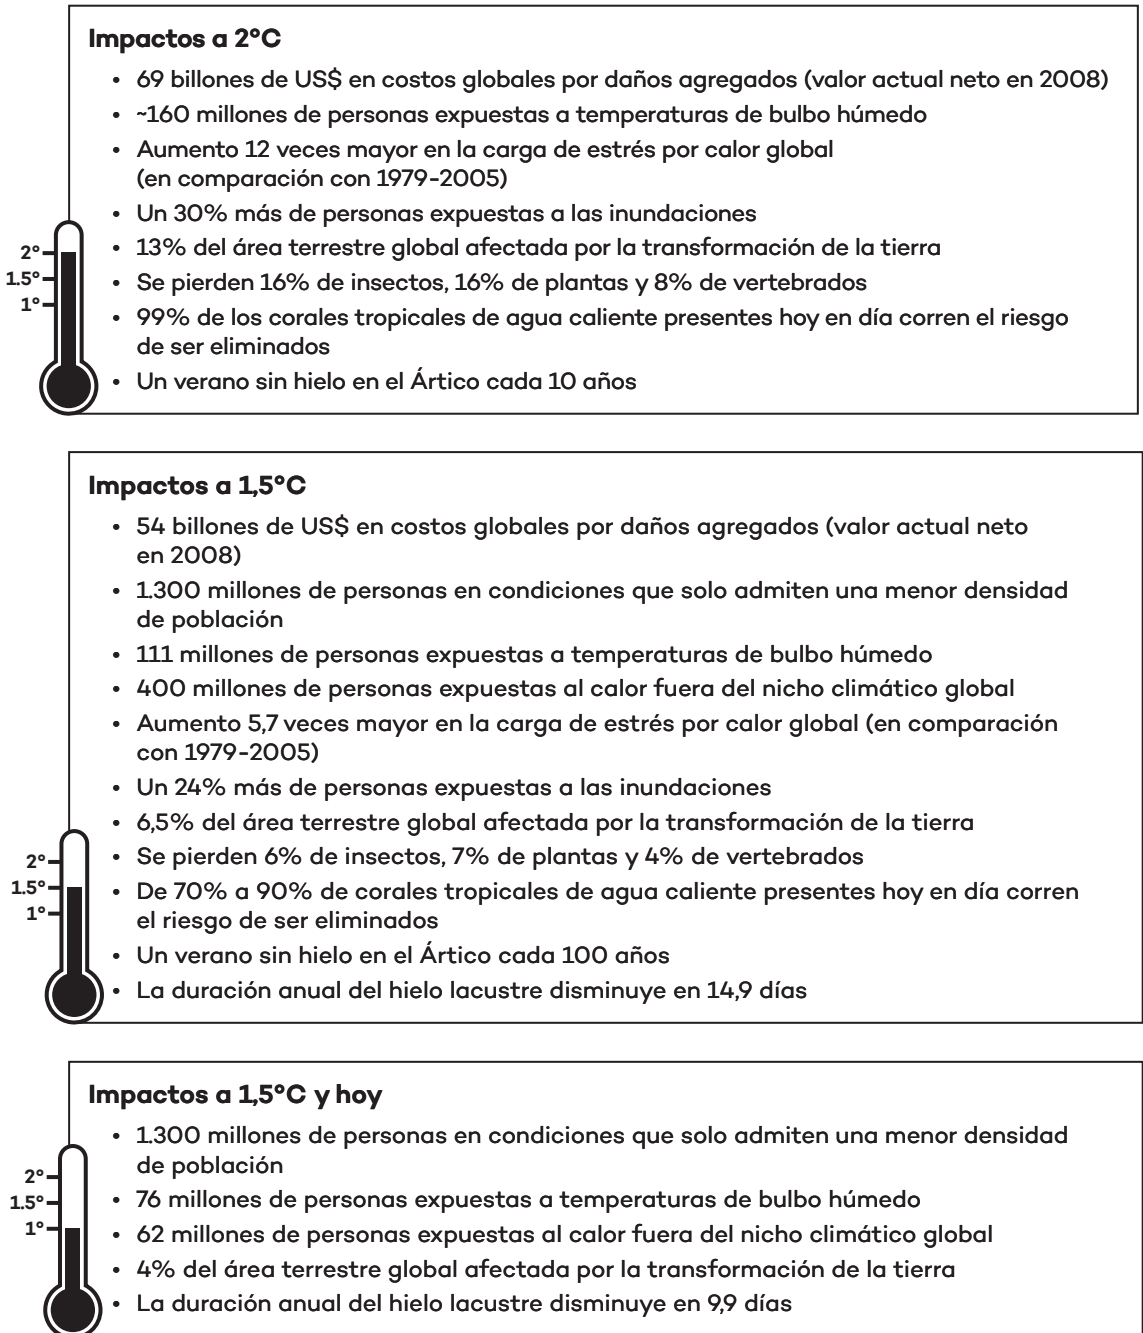 Impactos a 2°C
• 69 billones de US$ en costos globales por daños agregados (valor actual neto en 2008)
• ~160 millones de personas expuestas a temperaturas de bulbo húmedo
• Aumento 12 veces mayor en la carga de estrés por calor global
(en comparación con 1979-2005)
• Un 30% más de personas expuestas a las inundaciones
• 13% del área terrestre global afectada por la transformación de la tierra
• Se pierden 16% de insectos, 16% de plantas y 8% de vertebrados
• 99% de los corales tropicales de agua caliente presentes hoy en día corren el riesgo
de ser eliminados
• Un verano sin hielo en el Ártico cada 10 años
2°
1.5°
1°
Impactos a 1,5°C
• 54 billones de US$ en costos globales por daños agregados (valor actual neto
en 2008)
• 1.300 millones de personas en condiciones que solo admiten una menor densidad
de población
• 111 millones de personas expuestas a temperaturas de bulbo húmedo
• 400 millones de personas expuestas al calor fuera del nicho climático global
• Aumento 5,7 veces mayor en la carga de estrés por calor global (en comparación
con 1979-2005)
• Un 24% más de personas expuestas a las inundaciones
• 6,5% del área terrestre global afectada por la transformación de la tierra
• Se pierden 6% de insectos, 7% de plantas y 4% de vertebrados
• De 70% a 90% de corales tropicales de agua caliente presentes hoy en día corren
el riesgo de ser eliminados
• Un verano sin hielo en el Ártico cada 100 años
• La duración anual del hielo lacustre disminuye en 14,9 días
2°
1.5°
1°
Impactos a 1,5°C y hoy
• 1.300 millones de personas en condiciones que solo admiten una menor densidad
de población
• 76 millones de personas expuestas a temperaturas de bulbo húmedo
• 62 millones de personas expuestas al calor fuera del nicho climático global
• 4% del área terrestre global afectada por la transformación de la tierra
• La duración anual del hielo lacustre disminuye en 9,9 días
2°
1.5°
1°